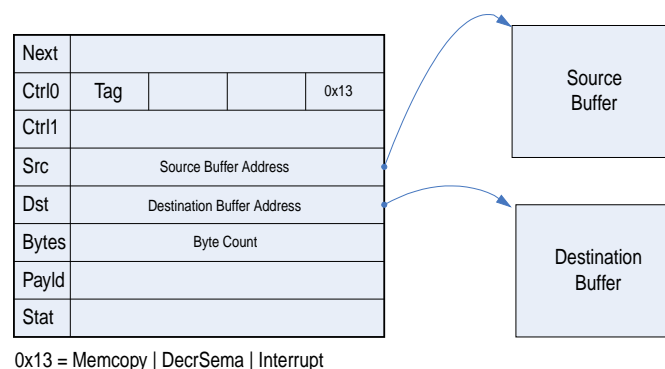 Next
Ctrl0 Tag 0x13
Ctrl1
Src Source Buffer Address
Dst Destination Buffer Address
Bytes Byte Count
Payld
Stat
Source
Buffer
Destination
Buffer
0x13 = Memcopy | DecrSema | Interrupt